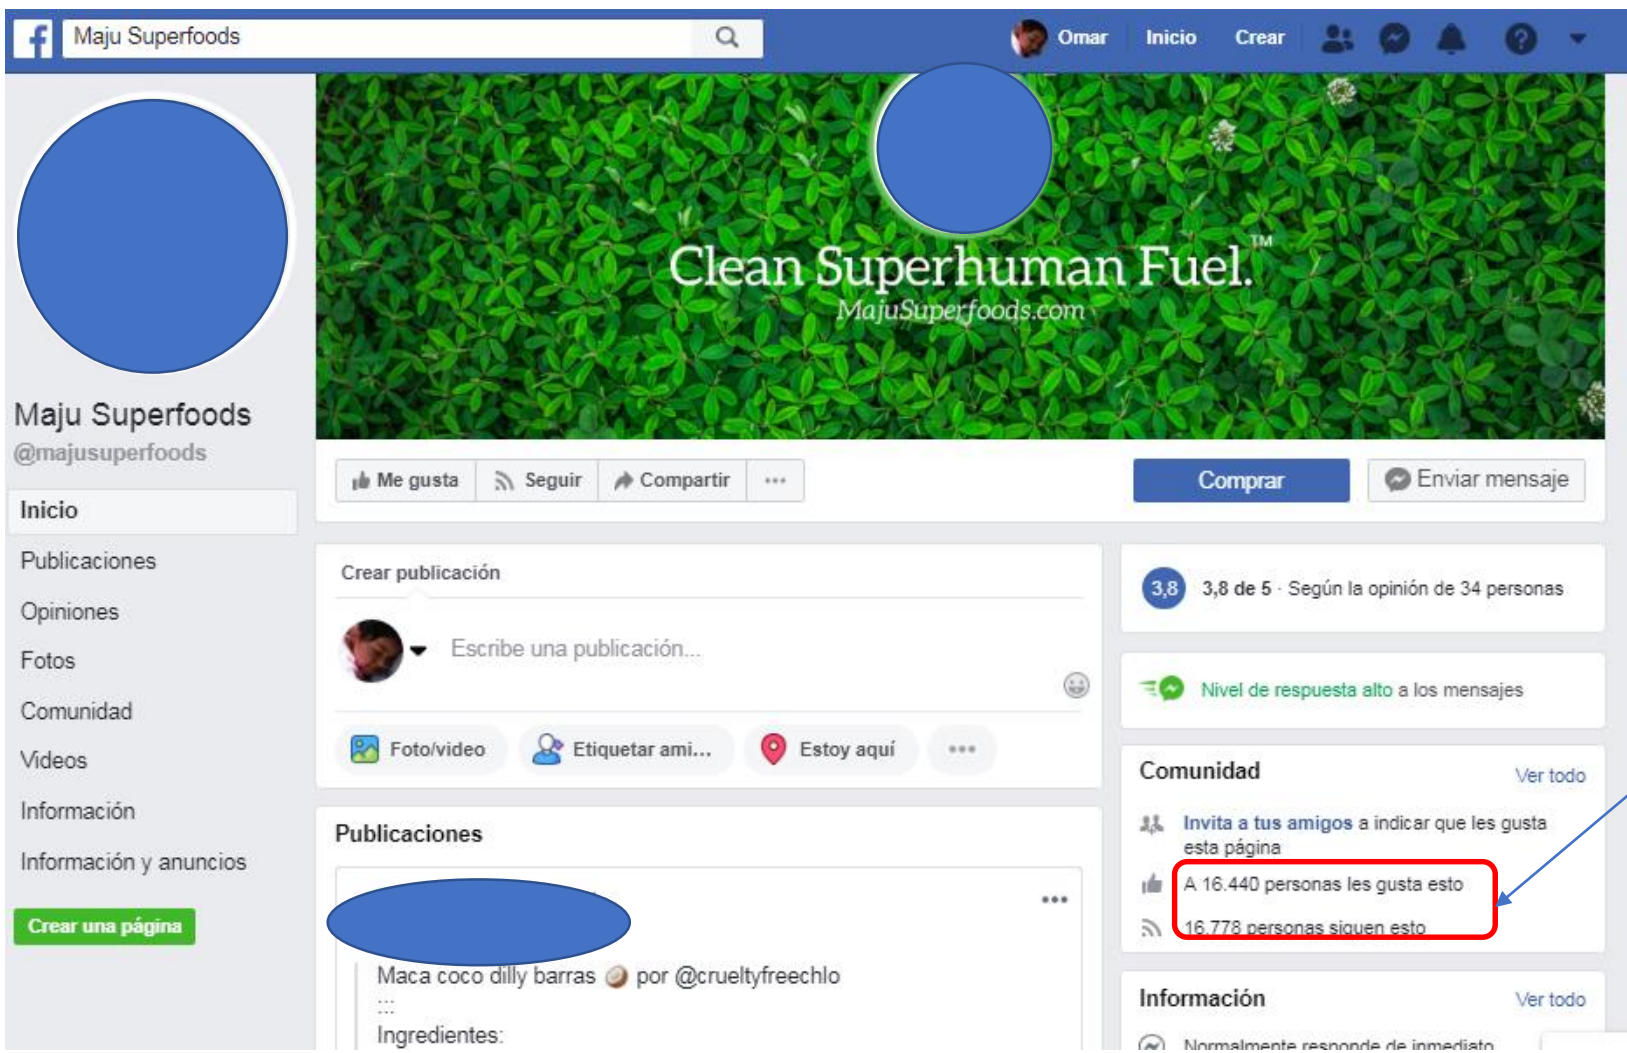 Maju Superfoods
Omar
Inicio
Crear
Clean Superhuman Fuel.™
MajuSuperfoods.com
Maju Superfoods
@majusuperfoods
Inicio
Publicaciones
Opiniones
Fotos
Comunidad
Videos
Información
Información y anuncios
Crear una página
Me gusta
Seguir
Compartir
Comprar
Enviar mensaje
Crear publicación
Escribe una publicación...
Foto/video
Etiquetar ami...
Estoy aquí
Publicaciones
Maca coco dilly barras 🥥 por @crueltyfreechlo
:::
Ingredientes:
3,8
3,8 de 5 · Según la opinión de 34 personas
Nivel de respuesta alto a los mensajes
Comunidad
Ver todo
Invita a tus amigos a indicar que les gusta
esta página
A 16.440 personas les gusta esto
16.778 personas siguen esto
Información
Ver todo
Normalmente responde de inmediato